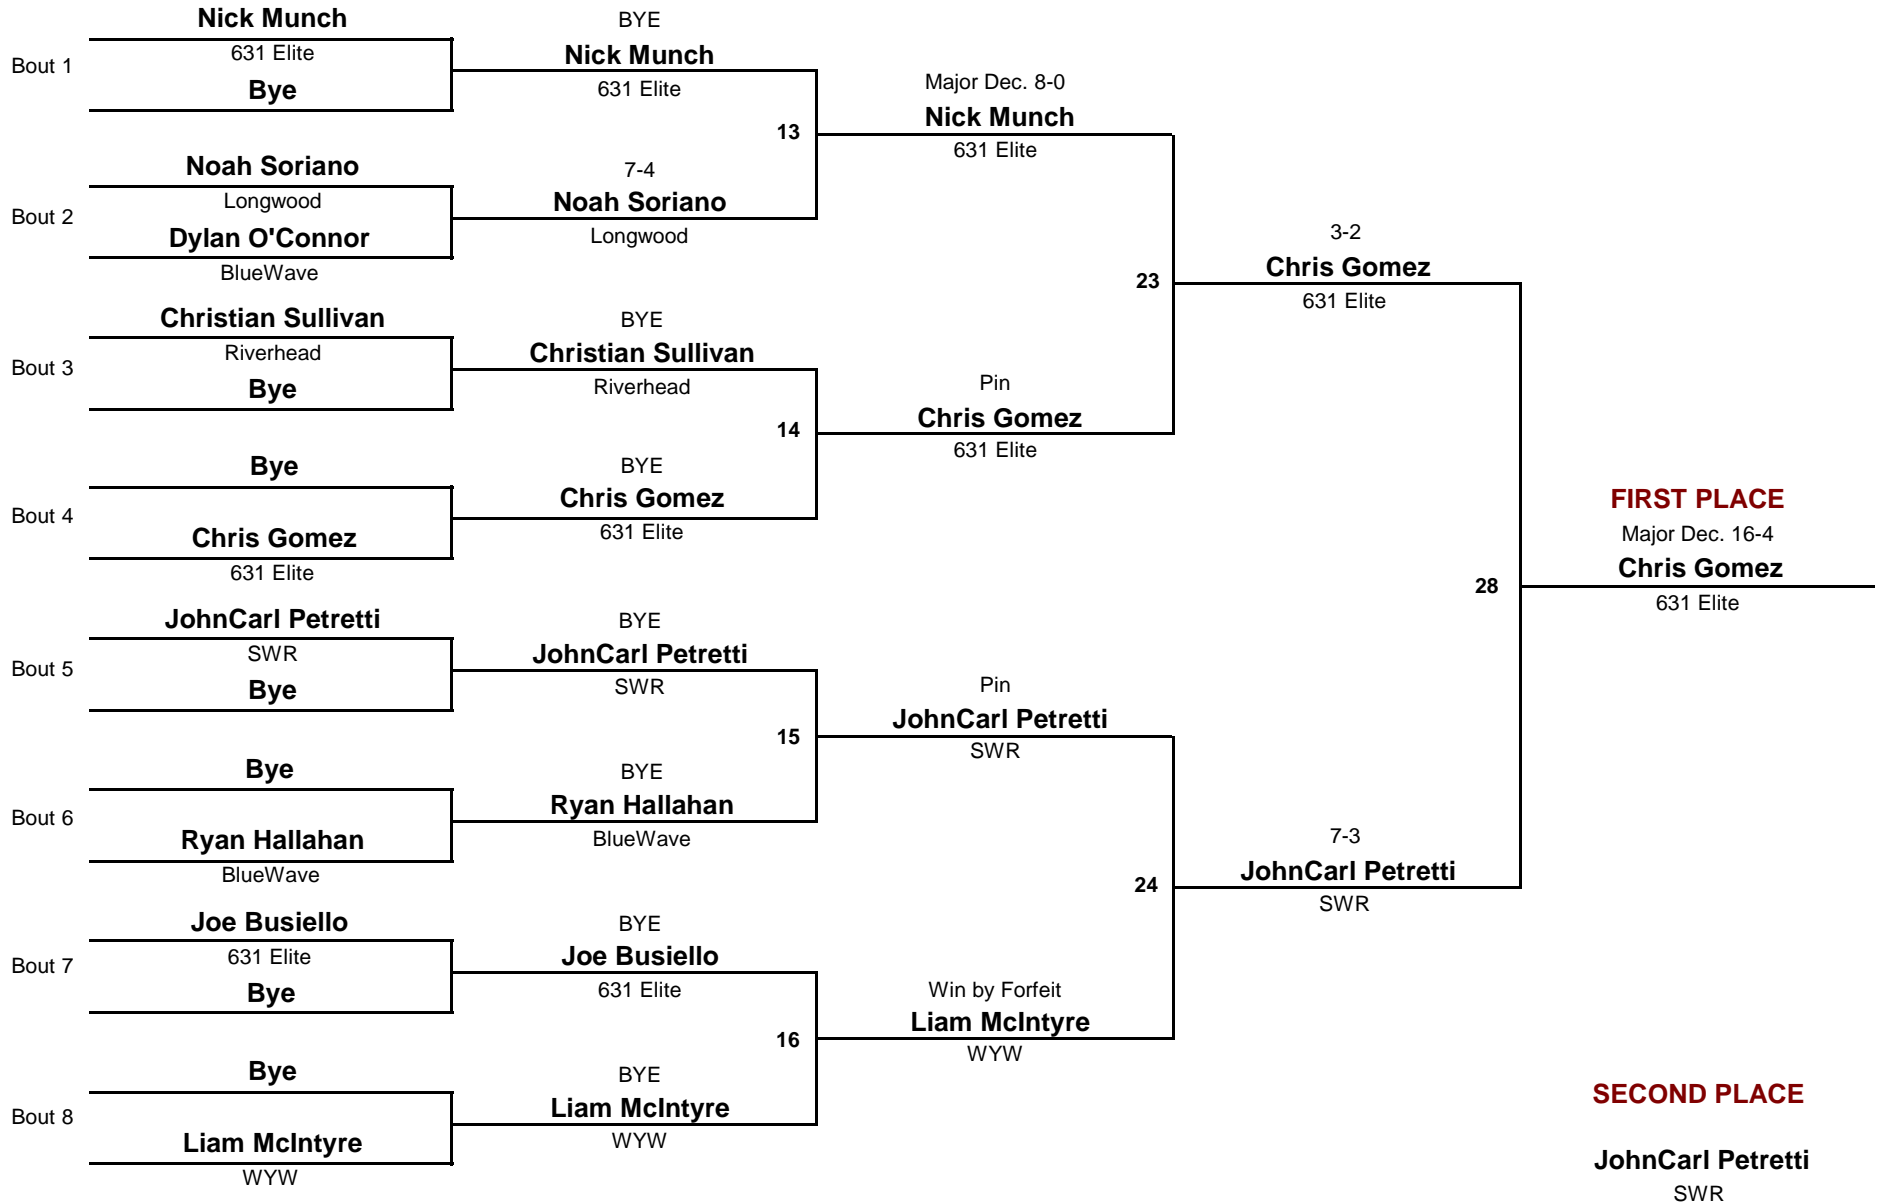 Nick Munch
631 Elite
Bout 1
Bye
Noah Soriano
Longwood
Bout 2
Dylan O'Connor
BlueWave
Christian Sullivan
Riverhead
Bout 3
Bye
Bye
Bout 4
Chris Gomez
631 Elite
JohnCarl Petretti
SWR
Bout 5
Bye
Bye
Bout 6
Ryan Hallahan
BlueWave
Joe Busiello
631 Elite
Bout 7
Bye
Bye
Bout 8
Liam McIntyre
WYW
BYE
Nick Munch
631 Elite
13
7-4
Noah Soriano
Longwood
BYE
Christian Sullivan
Riverhead
14
BYE
Chris Gomez
631 Elite
BYE
JohnCarl Petretti
SWR
15
BYE
Ryan Hallahan
BlueWave
BYE
Joe Busiello
631 Elite
16
BYE
Liam McIntyre
WYW
Major Dec. 8-0
Nick Munch
631 Elite
23
Pin
Chris Gomez
631 Elite
Pin
JohnCarl Petretti
SWR
24
Win by Forfeit
Liam McIntyre
WYW
3-2
Chris Gomez
631 Elite
28
7-3
JohnCarl Petretti
SWR
FIRST PLACE
Major Dec. 16-4
Chris Gomez
631 Elite
SECOND PLACE
JohnCarl Petretti
SWR